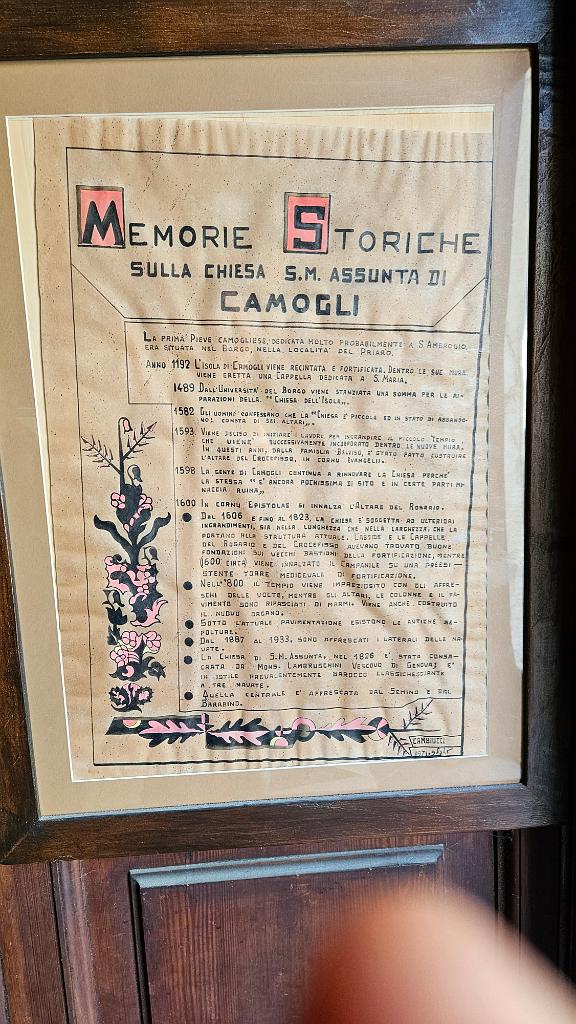 MEMORIE STORICHE
SULLA CHIESA S.M. ASSUNTA DI
CAMOGLI
LA PRIMA PIEVE CAMOGLIESE, DEDICATA MOLTO PROBABILMENTE A S. AMBROGIO,
ERA SITUATA NEL BORGO, NELLA LOCALITA' DEL PRIARO.
ANNO 1192 L'ISOLA DI CAMOGLI VIENE RECINTATA E FORTIFICATA. DENTRO LE SUE MURA
VIENE ERETTA UNA CAPPELLA DEDICATA A S. MARIA.
1489 DALL'UNIVERSITA' DEL BORGO VIENE STANZIATA UNA SOMMA PER LE RI-
PARAZIONI DELLA "CHIESA DELL'ISOLA„.
1582 GLI UOMINI CONFESSANO CHE LA "CHIESA E' PICCOLA ED IN STATO DI ABBANDO-
NO; CONSTA DI SEI ALTARI„.
1593 VIENE DECISO DI INIZIARE I LAVORI PER INGRANDIRE IL PICCOLO TEMPIO
CHE VIENE SUCCESSIVAMENTE INCORPORATO DENTRO LE NUOVE MURA;
IN QUESTI ANNI, DALLA FAMIGLIA BELVISO, E' STATO FATTO COSTRUIRE
L'ALTARE DEL CROCEFISSO, IN CORNU EVANGELII.
1598 LA GENTE DI CAMOGLI CONTINUA A RINNOVARE LA CHIESA PERCHE'
LA STESSA "E' ANCORA POCHISSIMA DI SITO E IN CERTE PARTI MI-
NACCIA RUINA„
1600 IN CORNU EPISTOLAE SI INNALZA L'ALTARE DEL ROSARIO.
DAL 1606 E FINO AL 1823, LA CHIESA E' SOGGETTA AD ULTERIORI
INGRANDIMENTI, SIA NELLA LUNGHEZZA CHE NELLA LARGHEZZA, CHE LA
PORTANO ALLA STRUTTURA ATTUALE. L'ABSIDE E LE CAPPELLE
DEL ROSARIO E DEL CROCEFISSO AVEVANO TROVATO BUONE
FONDAZIONI SUI VECCHI BASTIONI DELLA FORTIFICAZIONE, MENTRE
(1600 CIRCA) VIENE INNALZATO IL CAMPANILE SU UNA PREESI-
STENTE TORRE MEDIOEVALE DI FORTIFICAZIONE.
NELL'800 IL TEMPIO VIENE IMPREZIOSITO CON GLI AFFRE-
SCHI DELLE VOLTE, MENTRE GLI ALTARI, LE COLONNE E IL PA-
VIMENTO SONO RIFASCIATI DI MARMI. VIENE ANCHE COSTRUITO
IL NUOVO ORGANO.
SOTTO L'ATTUALE PAVIMENTAZIONE ESISTONO LE ANTICHE SE-
POLTURE.
DAL 1887 AL 1933, SONO AFFRESCATI I LATERALI DELLE NA-
VATE.
LA CHIESA DI S.M. ASSUNTA, NEL 1826 E' STATA CONSA-
CRATA DA MONS. LAMBRUSCHINI VESCOVO DI GENOVA; E'
IN STILE PREVALENTEMENTE BAROCCO CLASSICHEGGIANTE
A TRE NAVATE.
QUELLA CENTRALE E' AFFRESCATA DAL SEMINO E DAL
BARABINO.